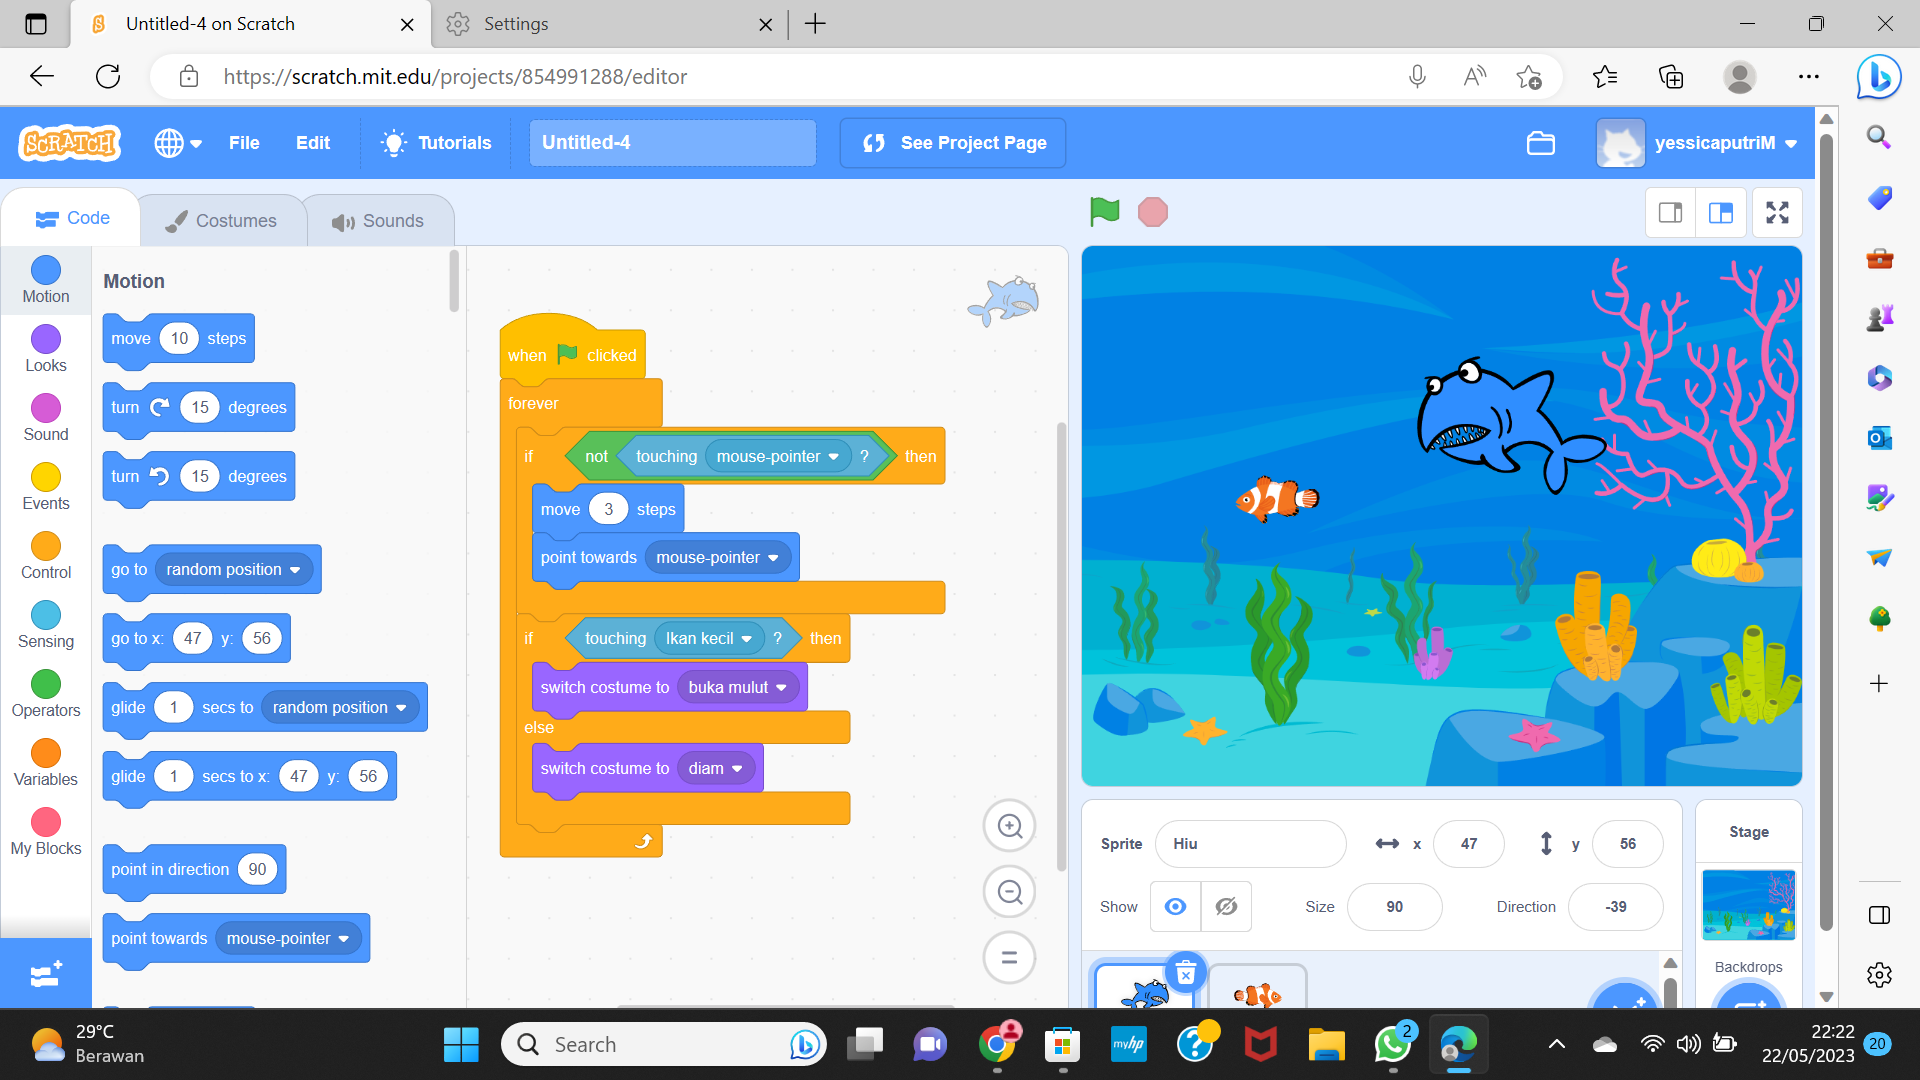 Untitled-4 on Scratch
Settings
https://scratch.mit.edu/projects/854991288/editor
SCRATCH
File
Edit
Tutorials
Untitled-4
See Project Page
yessicaputriM
Code
Costumes
Sounds
Motion
Looks
Sound
Events
Control
Sensing
Operators
Variables
My Blocks
Motion
move 10 steps
turn 15 degrees
turn 15 degrees
go to random position
go to x: 47 y: 56
glide 1 secs to random position
glide 1 secs to x: 47 y: 56
point in direction 90
point towards mouse-pointer
when clicked
forever
if not touching mouse-pointer ? then
move 3 steps
point towards mouse-pointer
if touching Ikan kecil ? then
switch costume to buka mulut
else
switch costume to diam
Sprite Hiu x 47 y 56
Show Size 90 Direction -39
Stage
Backdrops
29°C
Berawan
Search
myhp
2
22:22
22/05/2023
20